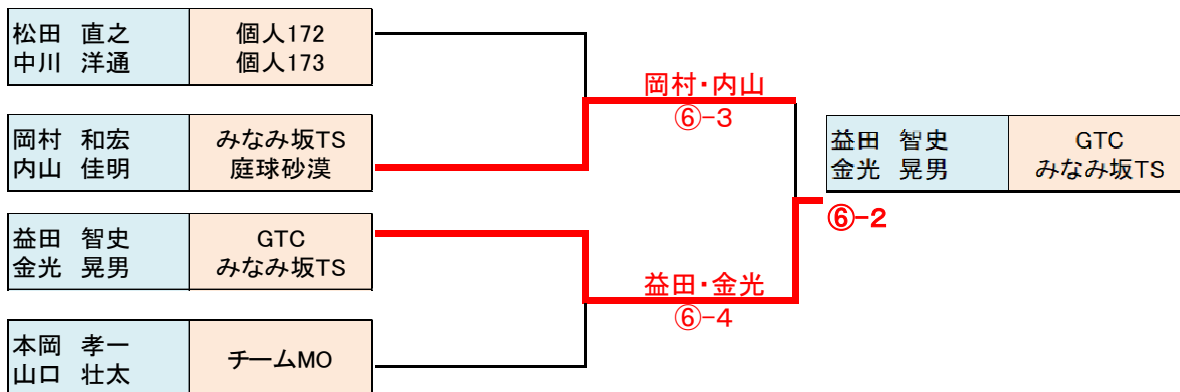 松田 直之 個人172
中川 洋通 個人173
岡村・内山
⑥-3
岡村 和宏 みなみ坂TS
内山 佳明 庭球砂漠
益田 智史 GTC
金光 晃男 みなみ坂TS
⑥-2
益田 智史 GTC
金光 晃男 みなみ坂TS
益田・金光
⑥-4
本岡 孝一 チームMO
山口 壮太